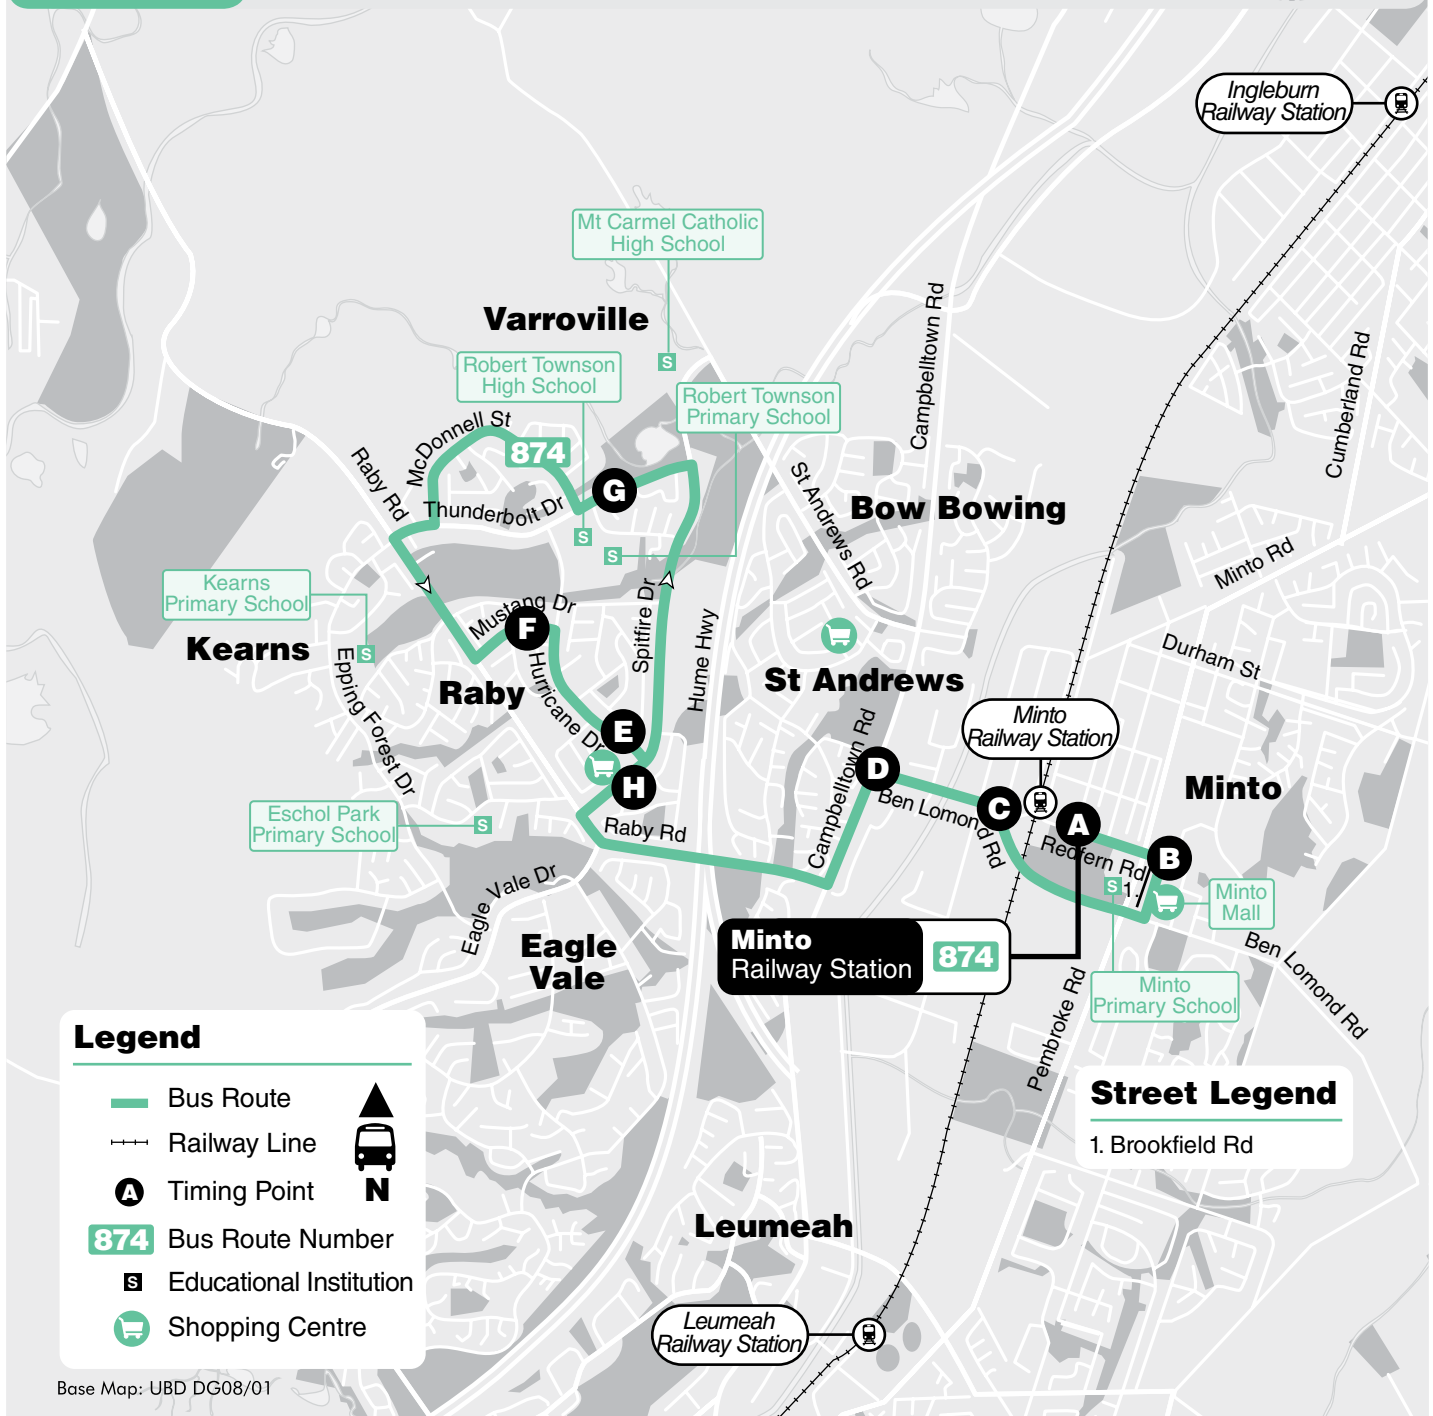 Ingleburn
Railway Station
Mt Carmel Catholic
High School
Varroville
Campbelltown Rd
Robert Townson
High School
Robert Townson
Primary School
Cumberland Rd
McDonnell St
874
Raby Rd
G
St Andrews Rd
Bow Bowing
Thunderbolt Dr
S
S
S
Minto Rd
Kearns
Primary School
Mustang Dr
F
Spitfire Dr
Hume Hwy
Kearns
S
Epping Forest Dr
Durham St
Raby
Hurricane Dr
St Andrews
Minto
Railway Station
E
Campbelltown Rd
D
H
Minto
Ben Lomond Rd
C
A
Eschol Park
Primary School
S
Raby Rd
Redfern Rd
B
S
1.
Minto
Mall
Eagle Vale Dr
Eagle
Vale
Minto
Railway Station
874
Ben Lomond Rd
Minto
Primary School
Pembroke Rd
Legend
Bus Route
Railway Line
A
Timing Point
N
874
Bus Route Number
S
Educational Institution
Shopping Centre
Street Legend
1. Brookfield Rd
Leumeah
Leumeah
Railway Station
Base Map: UBD DG08/01